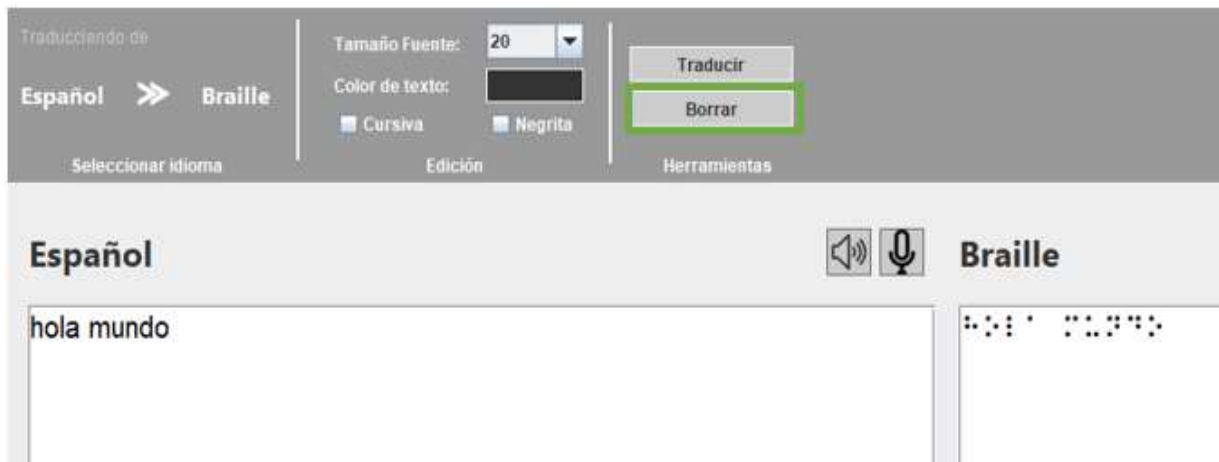 Traduciendo de
Español ≫ Braille
Seleccionar idioma
Tamaño Fuente: 20
Color de texto:
Cursiva Negrita
Edición
Traducir
Borrar
Herramientas
Español
Braille
hola mundo
⠓⠕⠇⠁ ⠍⠥⠝⠙⠕